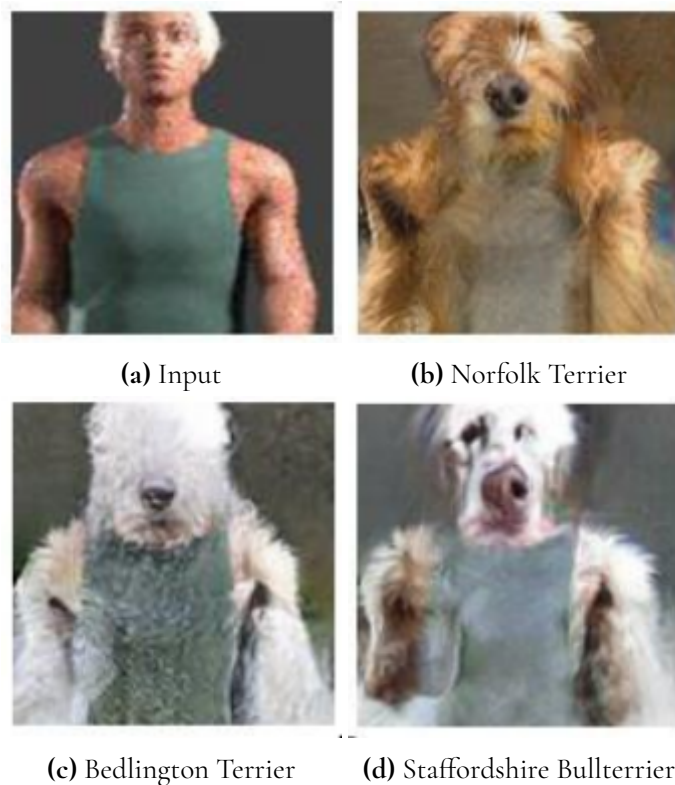 (a) Input
(b) Norfolk Terrier
(c) Bedlington Terrier
(d) Staffordshire Bullterrier